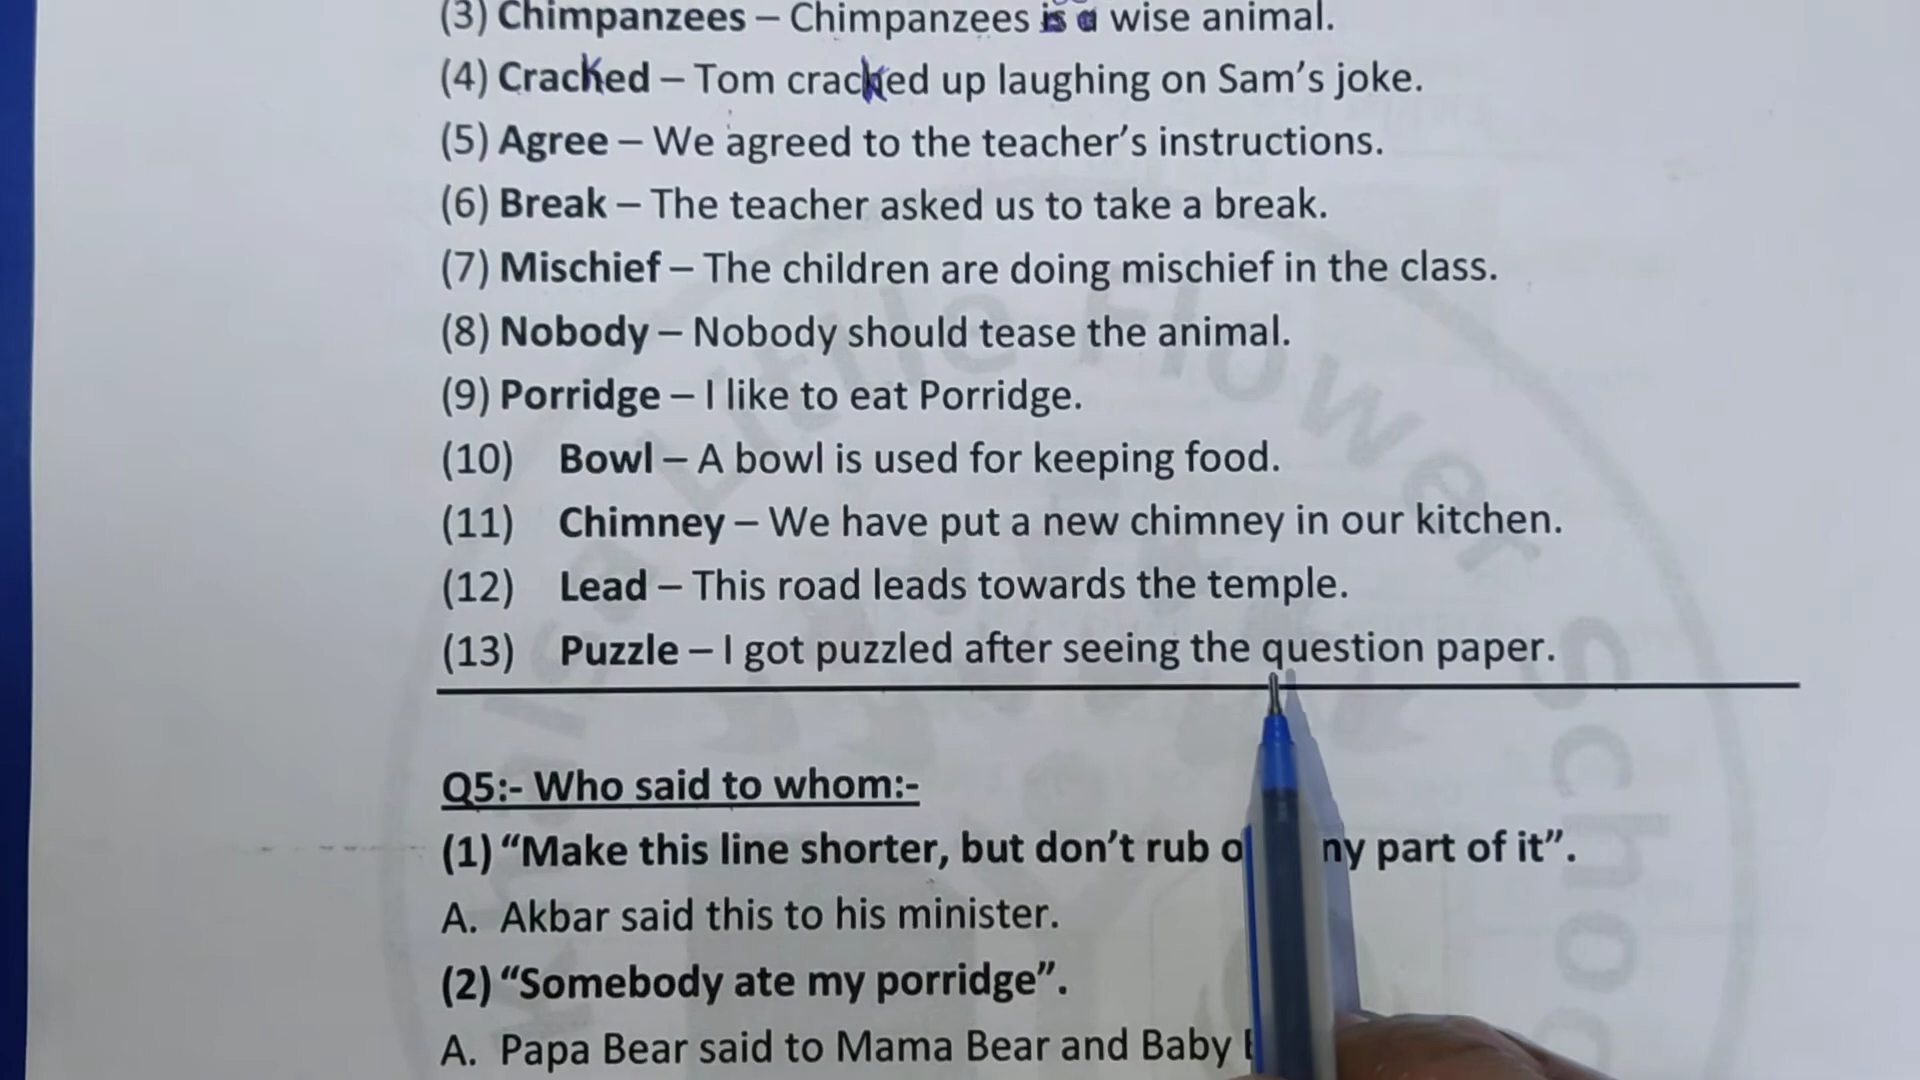 (3) Chimpanzees – Chimpanzees is a wise animal.
(4) Cracked – Tom cracked up laughing on Sam's joke.
(5) Agree – We agreed to the teacher's instructions.
(6) Break – The teacher asked us to take a break.
(7) Mischief – The children are doing mischief in the class.
(8) Nobody – Nobody should tease the animal.
(9) Porridge – I like to eat Porridge.
(10) Bowl – A bowl is used for keeping food.
(11) Chimney – We have put a new chimney in our kitchen.
(12) Lead – This road leads towards the temple.
(13) Puzzle – I got puzzled after seeing the question paper.
Q5:- Who said to whom:-
(1) “Make this line shorter, but don't rub part of it”.
A. Akbar said this to his minister.
(2) “Somebody ate my porridge”.
A. Papa Bear said to Mama Bear and Baby
Khalsa Little Flower School